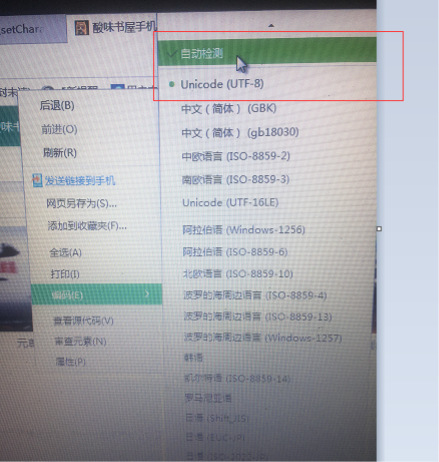 setChara
酸味书屋手机
自动检测
Unicode (UTF-8)
中文（简体）(GBK)
中文（简体）(gb18030)
中欧语言 (ISO-8859-2)
南欧语言 (ISO-8859-3)
Unicode (UTF-16LE)
阿拉伯语 (Windows-1256)
阿拉伯语 (ISO-8859-6)
北欧语言 (ISO-8859-10)
波罗的海周边语言 (ISO-8859-4)
波罗的海周边语言 (ISO-8859-13)
波罗的海周边语言 (Windows-1257)
韩语
凯尔特语 (ISO-8859-14)
罗马尼亚语
日语 (Shift_JIS)
日语 (EUC-JP)
后退(B)
前进(O)
刷新(R)
发送链接到手机
网页另存为(S)...
添加到收藏夹(F)...
全选(A)
打印(I)
编码(E)
查看源代码(V)
审查元素(N)
属性(P)